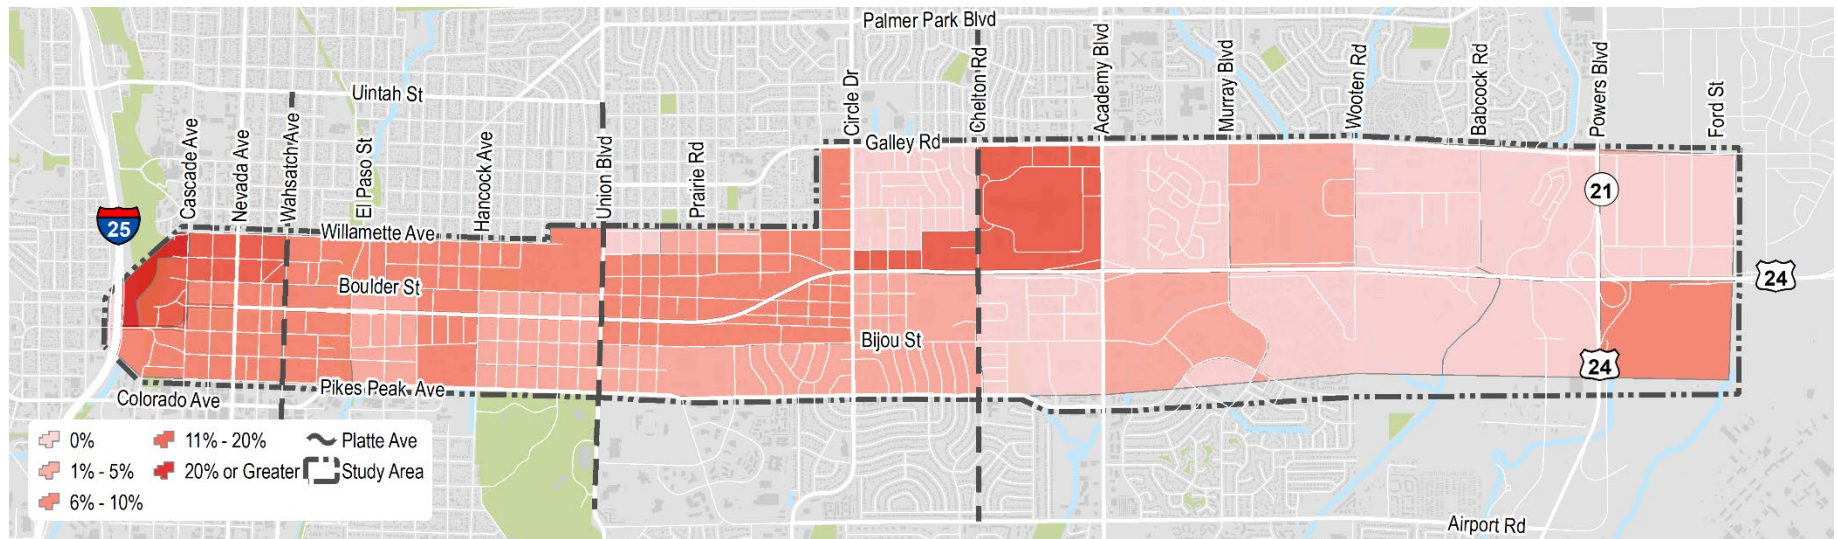 Palmer Park Blvd
Uintah St
Cascade Ave
Nevada Ave
Wahsatch Ave
El Paso St
Hancock Ave
Union Blvd
Prairie Rd
Circle Dr
Chelton Rd
Academy Blvd
Murray Blvd
Wooten Rd
Babcock Rd
Powers Blvd
Ford St
Galley Rd
21
25
Willamette Ave
24
Boulder St
Bijou St
24
Pikes Peak Ave
Colorado Ave
0%
11% - 20%
Platte Ave
1% - 5%
20% or Greater
Study Area
6% - 10%
Airport Rd